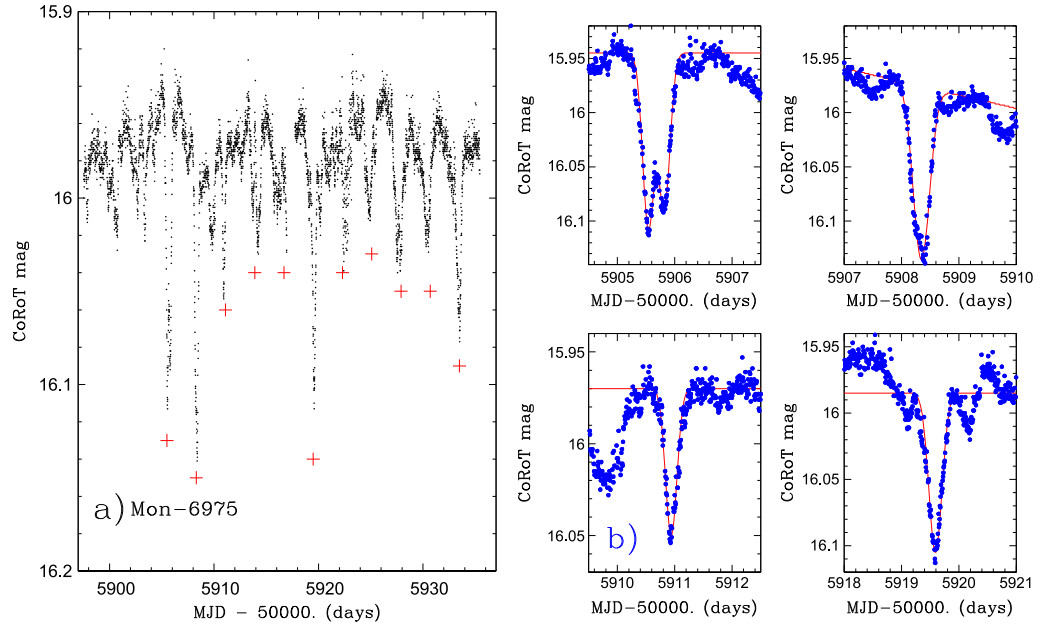 15.9
16
16.1
16.2
CoRoT mag
a) Mon-6975
5900 5910 5920 5930
MJD - 50000. (days)
15.95
16
16.05
16.1
CoRoT mag
5905 5906 5907
MJD-50000. (days)
15.95
16
16.05
16.1
CoRoT mag
5907 5908 5909 5910
MJD-50000. (days)
15.95
16
16.05
CoRoT mag
b)
5910 5911 5912
MJD-50000. (days)
15.95
16
16.05
16.1
CoRoT mag
5918 5919 5920 5921
MJD-50000. (days)